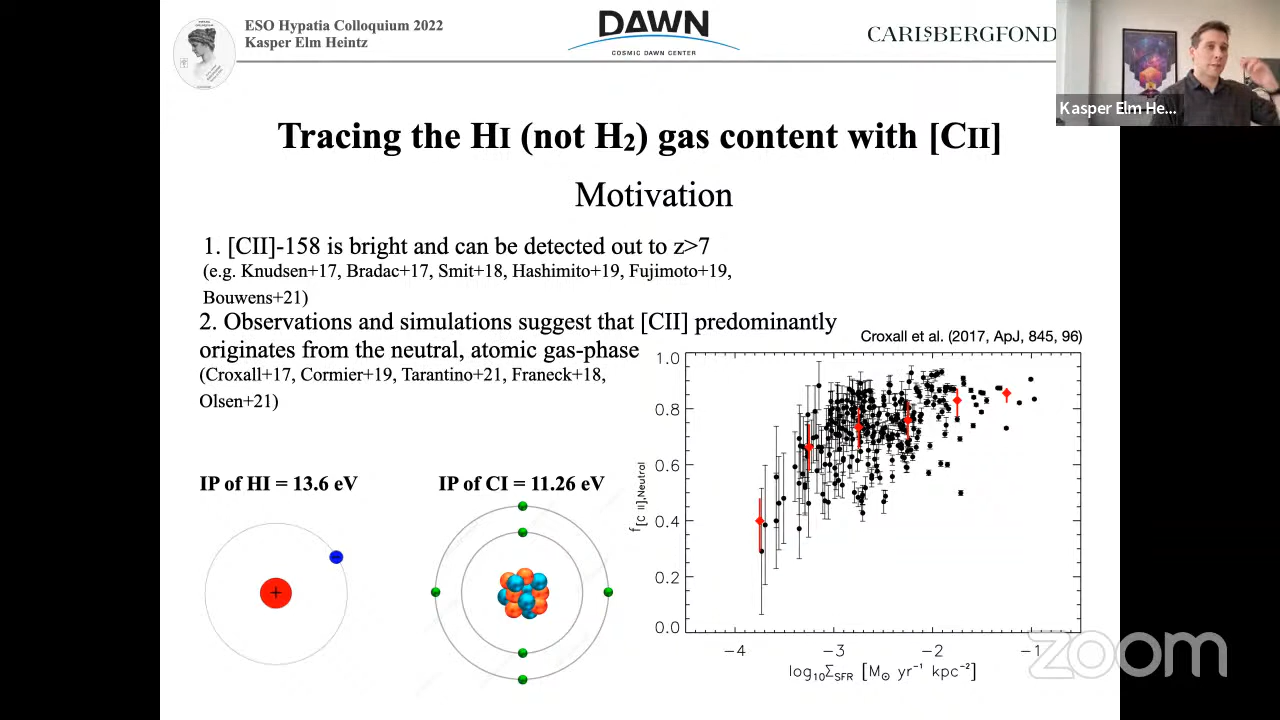 ESO Hypatia Colloquium 2022
Kasper Elm Heintz
DAWN
COSMIC DAWN CENTER
CARLSBERGFOND
Kasper Elm He...
Tracing the HI (not H₂) gas content with [CII]
Motivation
1. [CII]-158 is bright and can be detected out to z>7
(e.g. Knudsen+17, Bradac+17, Smit+18, Hashimito+19, Fujimoto+19,
Bouwens+21)
2. Observations and simulations suggest that [CII] predominantly
originates from the neutral, atomic gas-phase
(Croxall+17, Cormier+19, Tarantino+21, Franeck+18,
Olsen+21)
Croxall et al. (2017, ApJ, 845, 96)
IP of HI = 13.6 eV
IP of CI = 11.26 eV
+
f[C II],Neutral
1.0
0.8
0.6
0.4
0.2
0.0
−4 −3 −2 −1
log₁₀Σ_SFR [M⊙ yr⁻¹ kpc⁻²]
zoom